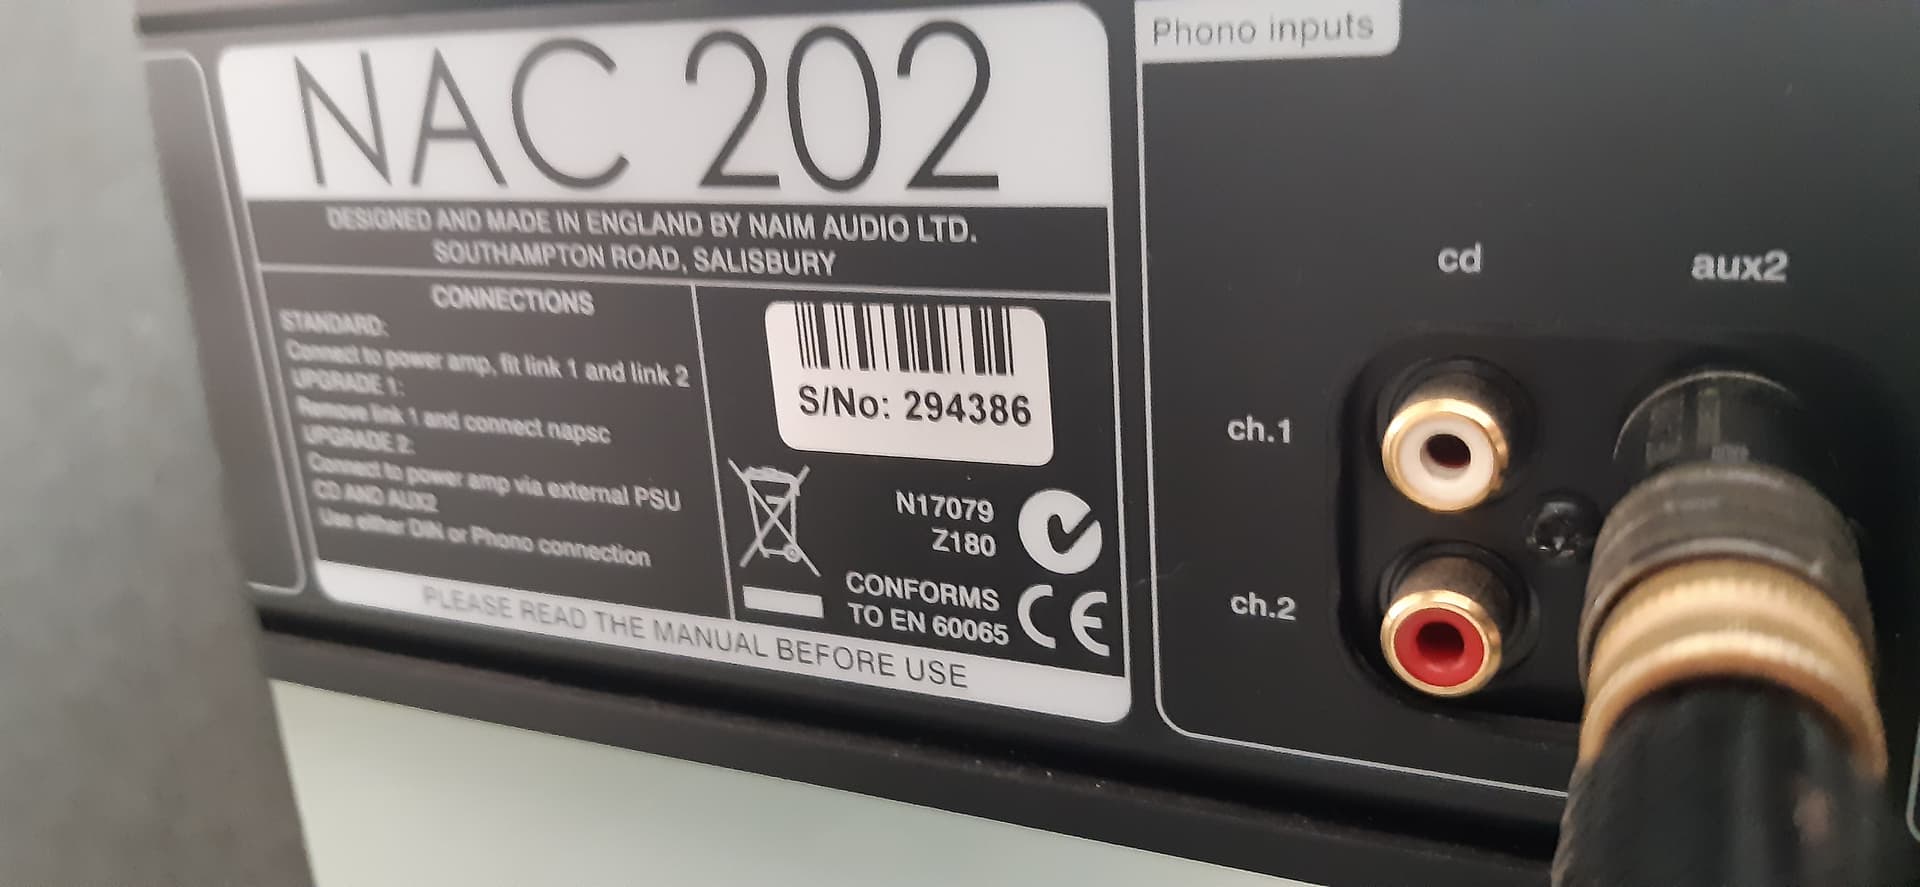 NAC 202
DESIGNED AND MADE IN ENGLAND BY NAIM AUDIO LTD.
SOUTHAMPTON ROAD, SALISBURY
CONNECTIONS
STANDARD:
Connect to power amp, fit link 1 and link 2
UPGRADE 1:
Remove link 1 and connect napsc
UPGRADE 2:
Connect to power amp via external PSU
CD AND AUX2
Use either DIN or Phono connection
S/No: 294386
N17079
Z180
CONFORMS
TO EN 60065
CE
PLEASE READ THE MANUAL BEFORE USE
Phono inputs
cd
aux2
ch.1
ch.2